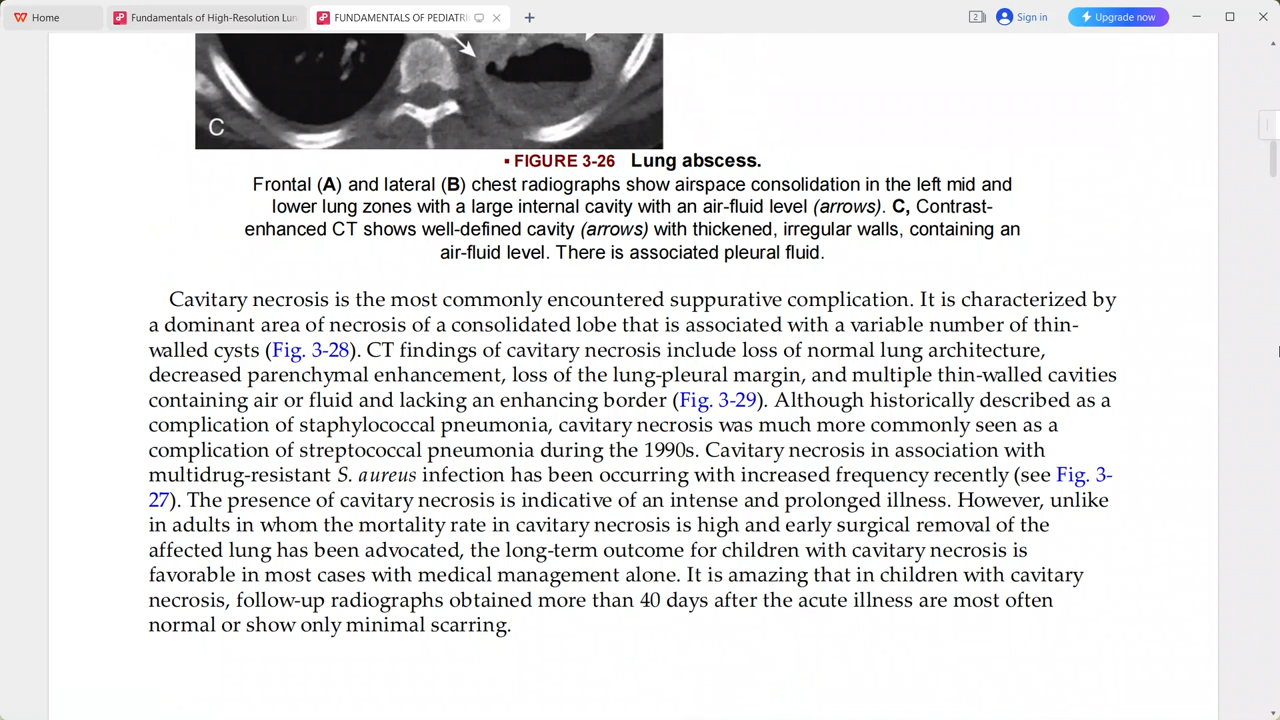 Home
Fundamentals of High-Resolution Lun
FUNDAMENTALS OF PEDIATRI
2
Sign in
Upgrade now
C
▪ FIGURE 3-26 Lung abscess.
Frontal (A) and lateral (B) chest radiographs show airspace consolidation in the left mid and
lower lung zones with a large internal cavity with an air-fluid level (arrows). C, Contrast-
enhanced CT shows well-defined cavity (arrows) with thickened, irregular walls, containing an
air-fluid level. There is associated pleural fluid.
Cavitary necrosis is the most commonly encountered suppurative complication. It is characterized by
a dominant area of necrosis of a consolidated lobe that is associated with a variable number of thin-
walled cysts (Fig. 3-28). CT findings of cavitary necrosis include loss of normal lung architecture,
decreased parenchymal enhancement, loss of the lung-pleural margin, and multiple thin-walled cavities
containing air or fluid and lacking an enhancing border (Fig. 3-29). Although historically described as a
complication of staphylococcal pneumonia, cavitary necrosis was much more commonly seen as a
complication of streptococcal pneumonia during the 1990s. Cavitary necrosis in association with
multidrug-resistant S. aureus infection has been occurring with increased frequency recently (see Fig. 3-
27). The presence of cavitary necrosis is indicative of an intense and prolonged illness. However, unlike
in adults in whom the mortality rate in cavitary necrosis is high and early surgical removal of the
affected lung has been advocated, the long-term outcome for children with cavitary necrosis is
favorable in most cases with medical management alone. It is amazing that in children with cavitary
necrosis, follow-up radiographs obtained more than 40 days after the acute illness are most often
normal or show only minimal scarring.